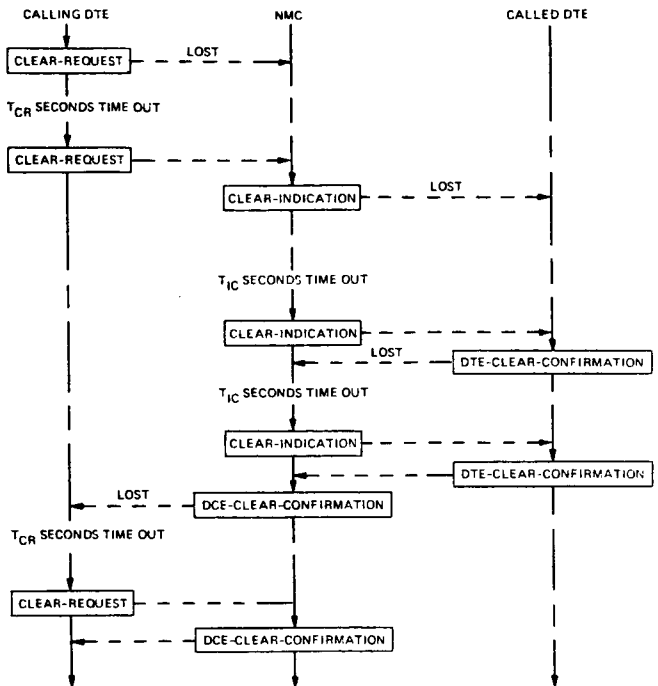 CALLING DTE NMC CALLED DTE
LOST
CLEAR-REQUEST
TCR SECONDS TIME OUT
CLEAR-REQUEST
CLEAR-INDICATION
LOST
TIC SECONDS TIME OUT
CLEAR-INDICATION
LOST
DTE-CLEAR-CONFIRMATION
TIC SECONDS TIME OUT
CLEAR-INDICATION
DTE-CLEAR-CONFIRMATION
LOST
DCE-CLEAR-CONFIRMATION
TCR SECONDS TIME OUT
CLEAR-REQUEST
DCE-CLEAR-CONFIRMATION